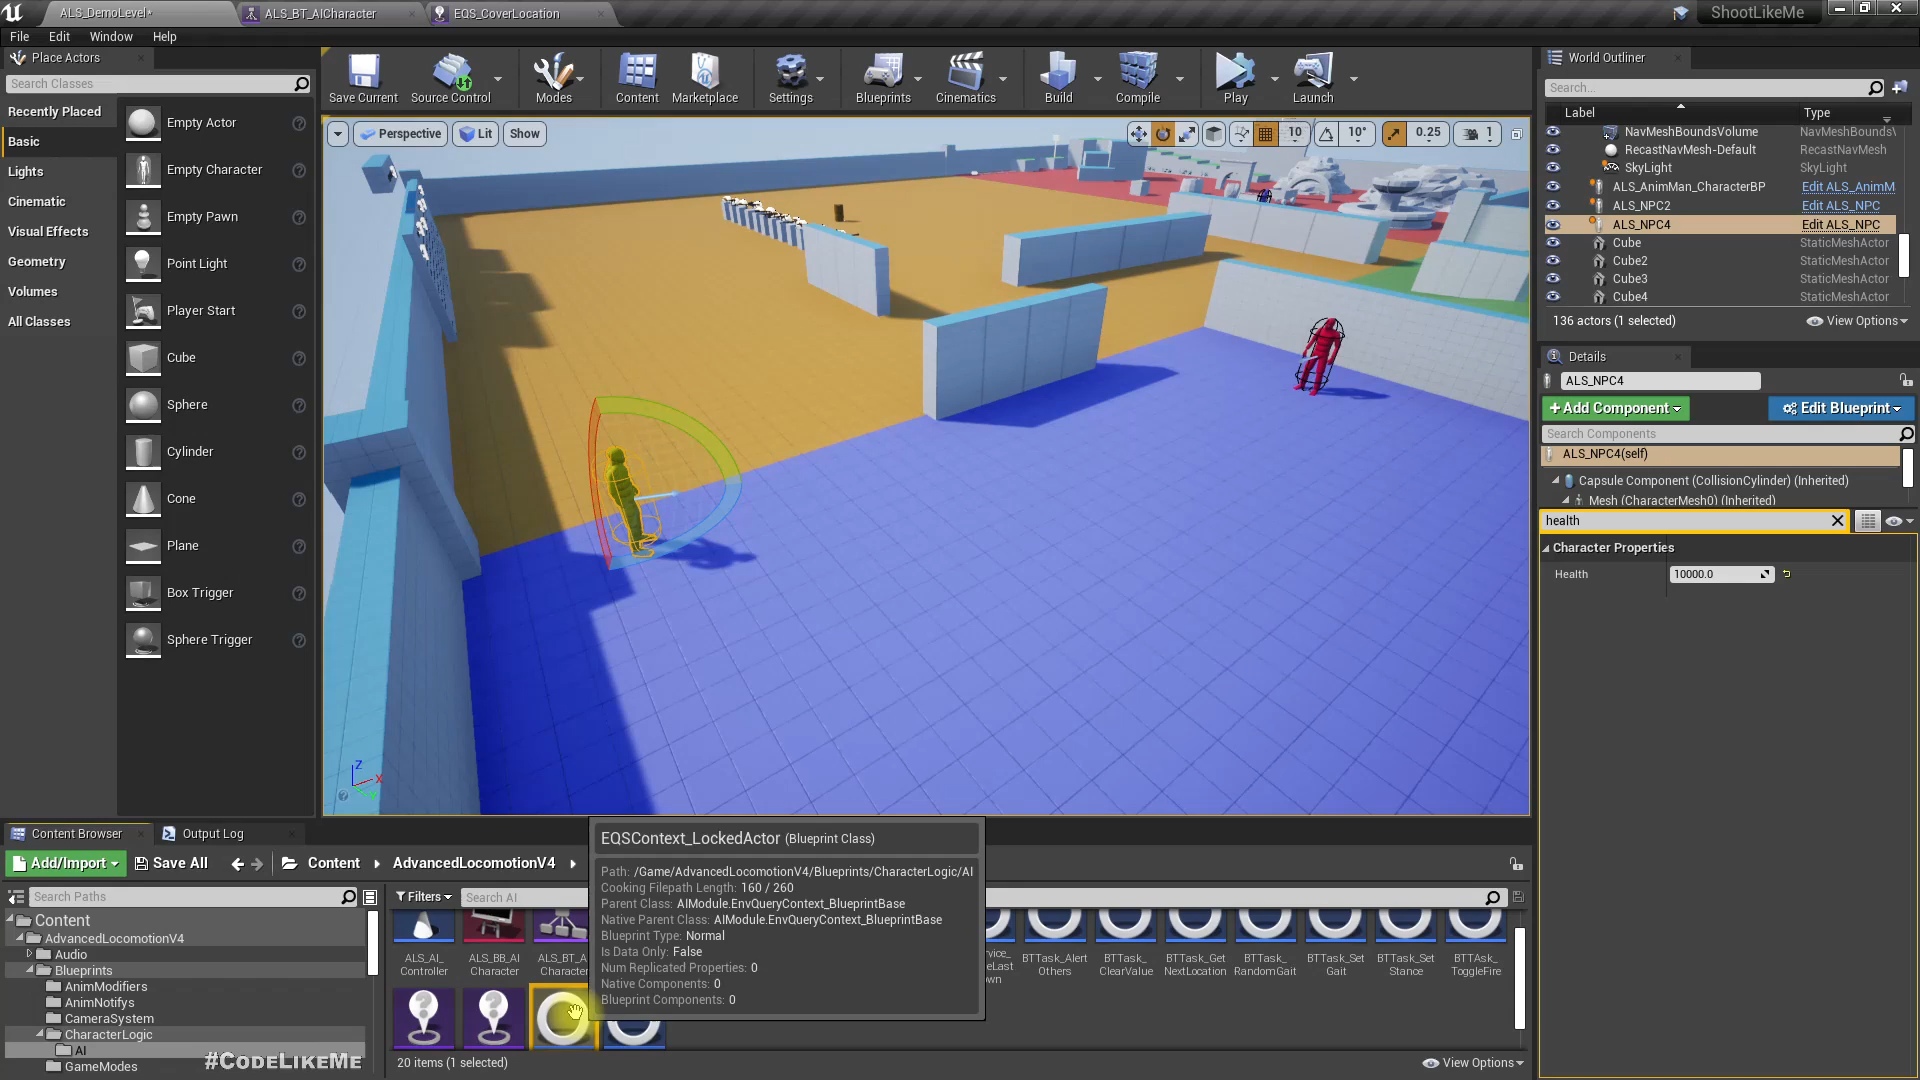 ALS_DemoLevel•
ALS_BT_AICharacter
EQS_CoverLocation
ShootLikeMe
File
Edit
Window
Help
Place Actors
Search Classes
Recently Placed
Basic
Lights
Cinematic
Visual Effects
Geometry
Volumes
All Classes
Empty Actor
Empty Character
Empty Pawn
Point Light
Player Start
Cube
Sphere
Cylinder
Cone
Plane
Box Trigger
Sphere Trigger
Save Current
Source Control
Modes
Content
Marketplace
Settings
Blueprints
Cinematics
Build
Compile
Play
Launch
Perspective
Lit
Show
10
10°
0.25
1
Z
X
Y
World Outliner
Search...
Label
Type
NavMeshBoundsVolume
NavMeshBoundsV
RecastNavMesh-Default
RecastNavMesh
SkyLight
SkyLight
ALS_AnimMan_CharacterBP
Edit ALS_AnimM
ALS_NPC2
Edit ALS_NPC
ALS_NPC4
Edit ALS_NPC
Cube
StaticMeshActor
Cube2
StaticMeshActor
Cube3
StaticMeshActor
Cube4
StaticMeshActor
136 actors (1 selected)
View Options
Details
ALS_NPC4
+Add Component
Edit Blueprint
Search Components
ALS_NPC4(self)
Capsule Component (CollisionCylinder) (Inherited)
Mesh (CharacterMesh0) (Inherited)
health
Character Properties
Health
10000.0
Content Browser
Output Log
Add/Import
Save All
Content
AdvancedLocomotionV4
Search Paths
Filters
Search AI
Content
AdvancedLocomotionV4
Audio
Blueprints
AnimModifiers
AnimNotifys
CameraSystem
CharacterLogic
AI
GameModes
#CodeLikeMe
EQSContext_LockedActor (Blueprint Class)
Path: /Game/AdvancedLocomotionV4/Blueprints/CharacterLogic/AI
Cooking Filepath Length: 160 / 260
Parent Class: AIModule.EnvQueryContext_BlueprintBase
Native Parent Class: AIModule.EnvQueryContext_BlueprintBase
Blueprint Type: Normal
Is Data Only: False
Num Replicated Properties: 0
Native Components: 0
Blueprint Components: 0
ALS_AI_
Controller
ALS_BB_AI
Character
ALS_BT_A
Character
rvice_
eLast
own
BTTask_Alert
Others
BTTask_
ClearValue
BTTask_Get
NextLocation
BTTask_
RandomGait
BTTask_Set
Gait
BTTask_Set
Stance
BTTAsk_
ToggleFire
20 items (1 selected)
View Options